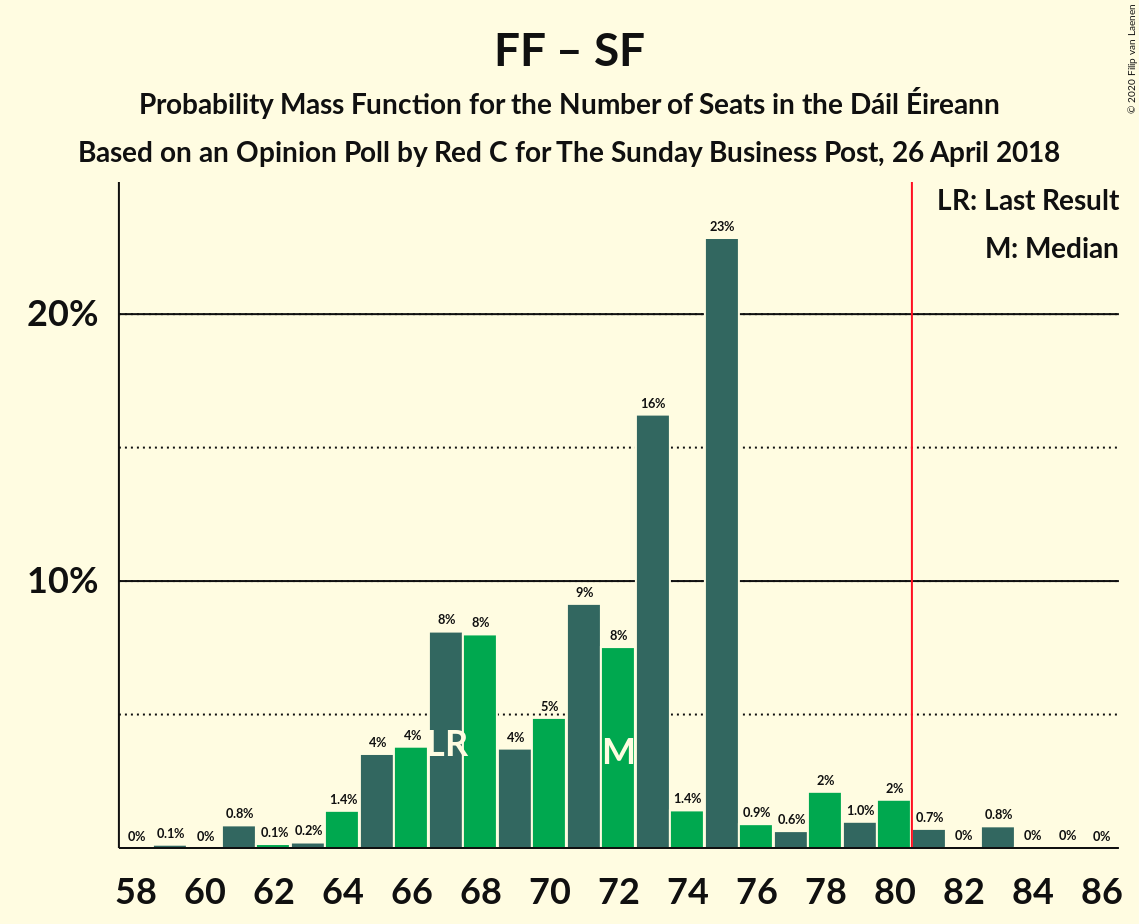 FF – SF
Probability Mass Function for the Number of Seats in the Dáil Éireann
Based on an Opinion Poll by Red C for The Sunday Business Post, 26 April 2018
© 2020 Filip van Laenen
LR: Last Result
M: Median
20%
10%
0% 0.1% 0% 0.8% 0.1% 0.2% 1.4% 4% 4% 8% 8% 4% 5% 9% 8% 16% 1.4% 23% 0.9% 0.6% 2% 1.0% 2% 0.7% 0% 0.8% 0% 0% 0%
LR M
58 60 62 64 66 68 70 72 74 76 78 80 82 84 86